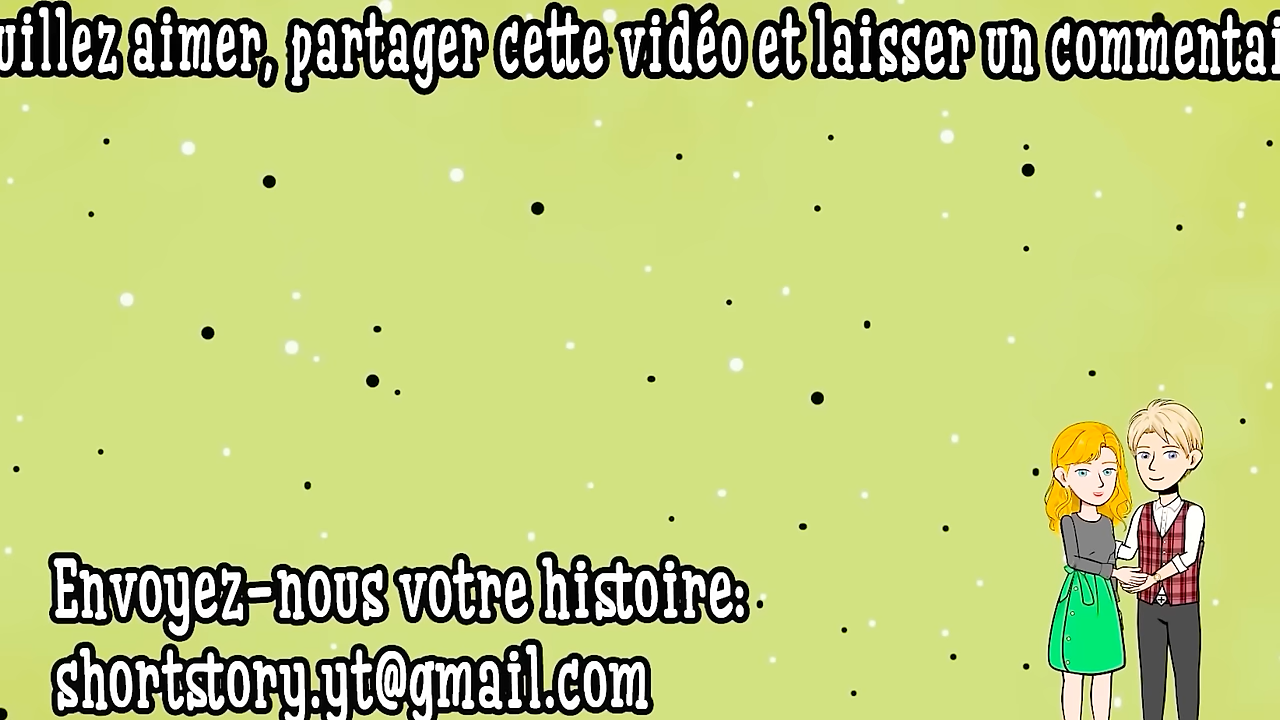 uillez aimer, partager cette vidéo et laisser un commentai
Envoyez-nous votre histoire:
shortstory.yt@gmail.com